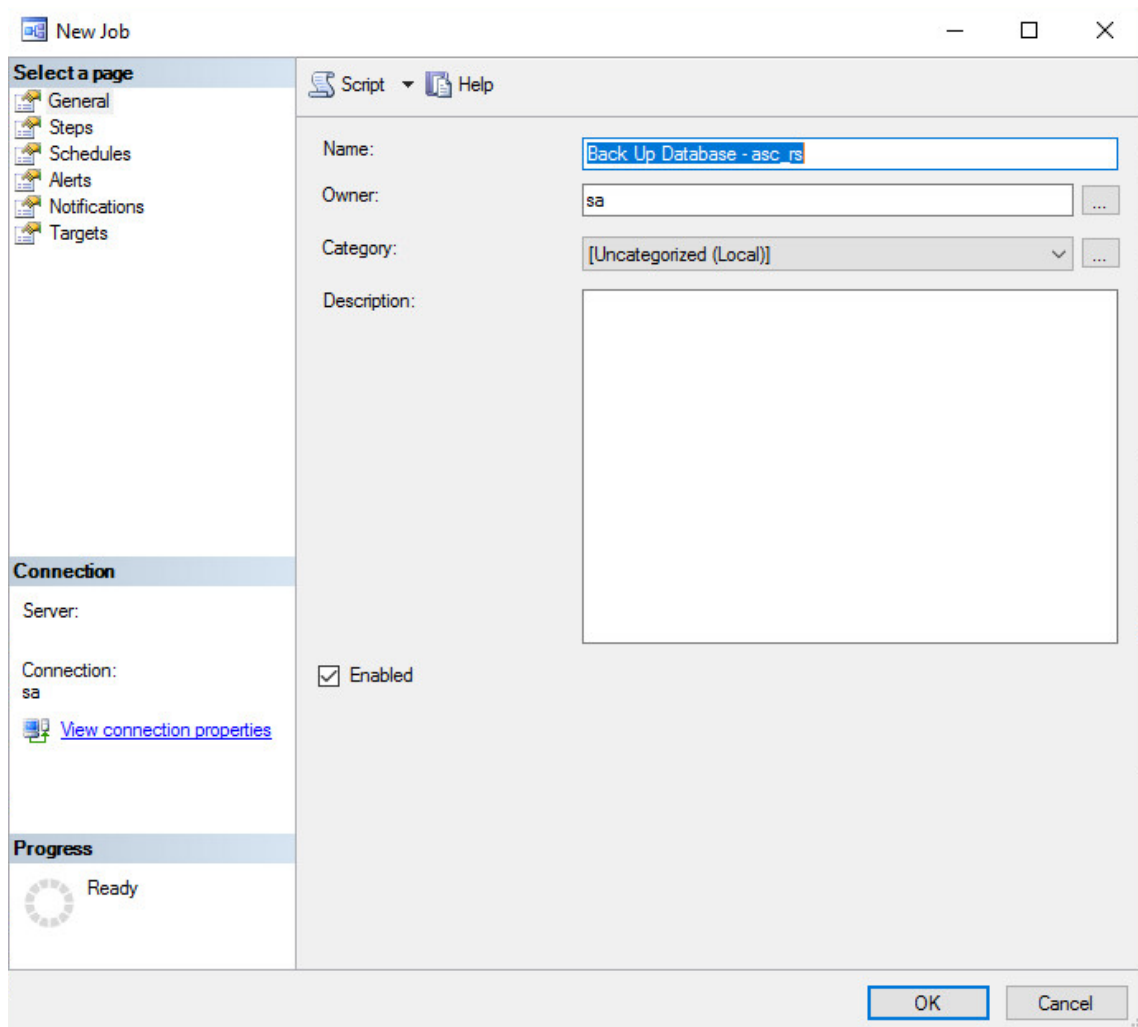 New Job
Select a page
General
Steps
Schedules
Alerts
Notifications
Targets
Script
Help
Name:
Back Up Database - asc_rs
Owner:
sa
...
Category:
[Uncategorized (Local)]
...
Description:
Enabled
Connection
Server:
Connection:
sa
View connection properties
Progress
Ready
OK
Cancel